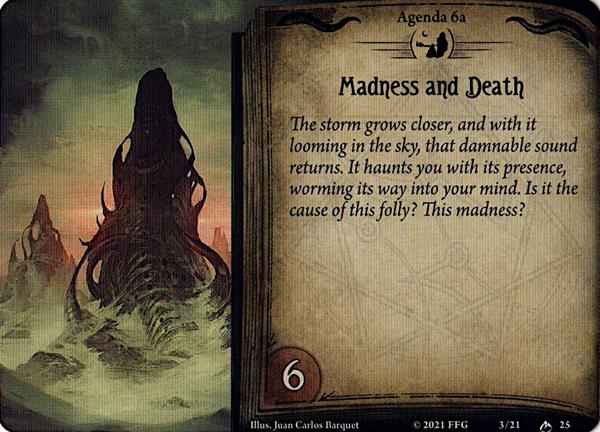 Agenda 6a
Madness and Death
The storm grows closer, and with it
looming in the sky, that damnable sound
returns. It haunts you with its presence,
worming its way into your mind. Is it the
cause of this folly? This madness?
6
Illus. Juan Carlos Barquet © 2021 FFG 3/21 25